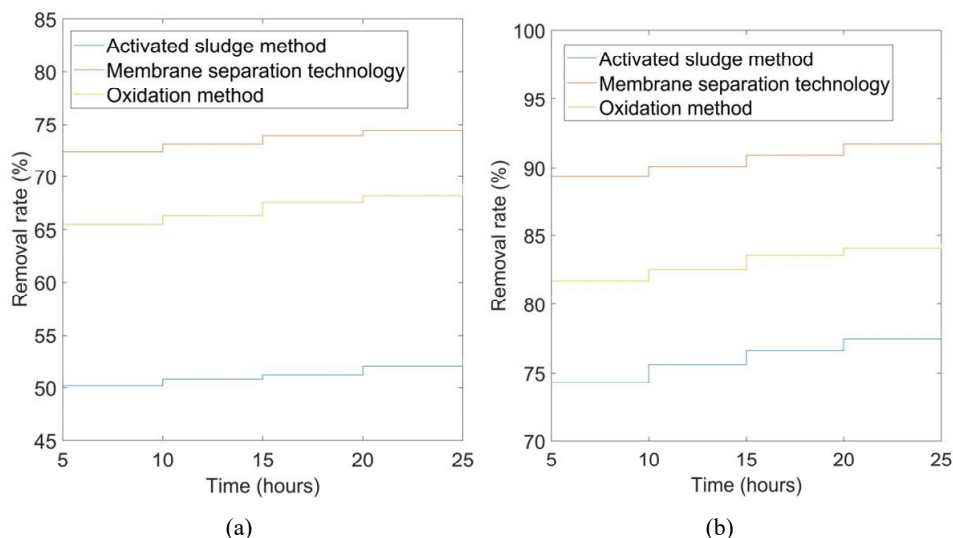 85
80
75
70
65
60
55
50
45
Removal rate (%)
Activated sludge method
Membrane separation technology
Oxidation method
5 10 15 20 25
Time (hours)
(a)
100
95
90
85
80
75
70
Removal rate (%)
Activated sludge method
Membrane separation technology
Oxidation method
5 10 15 20 25
Time (hours)
(b)